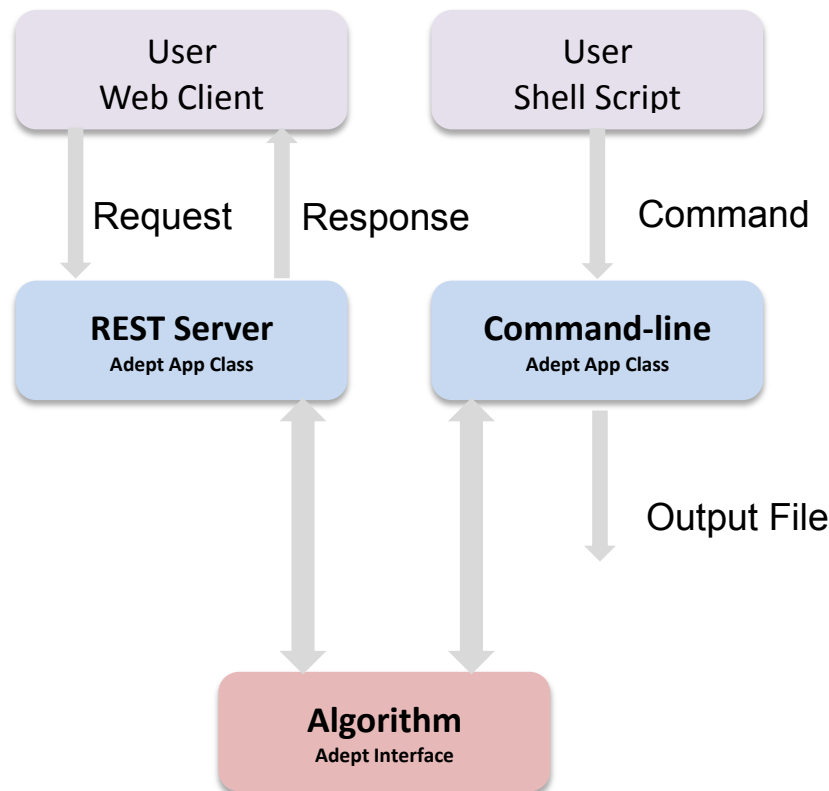 User
Web Client
User
Shell Script
Request
Response
Command
REST Server
Adept App Class
Command-line
Adept App Class
Output File
Algorithm
Adept Interface